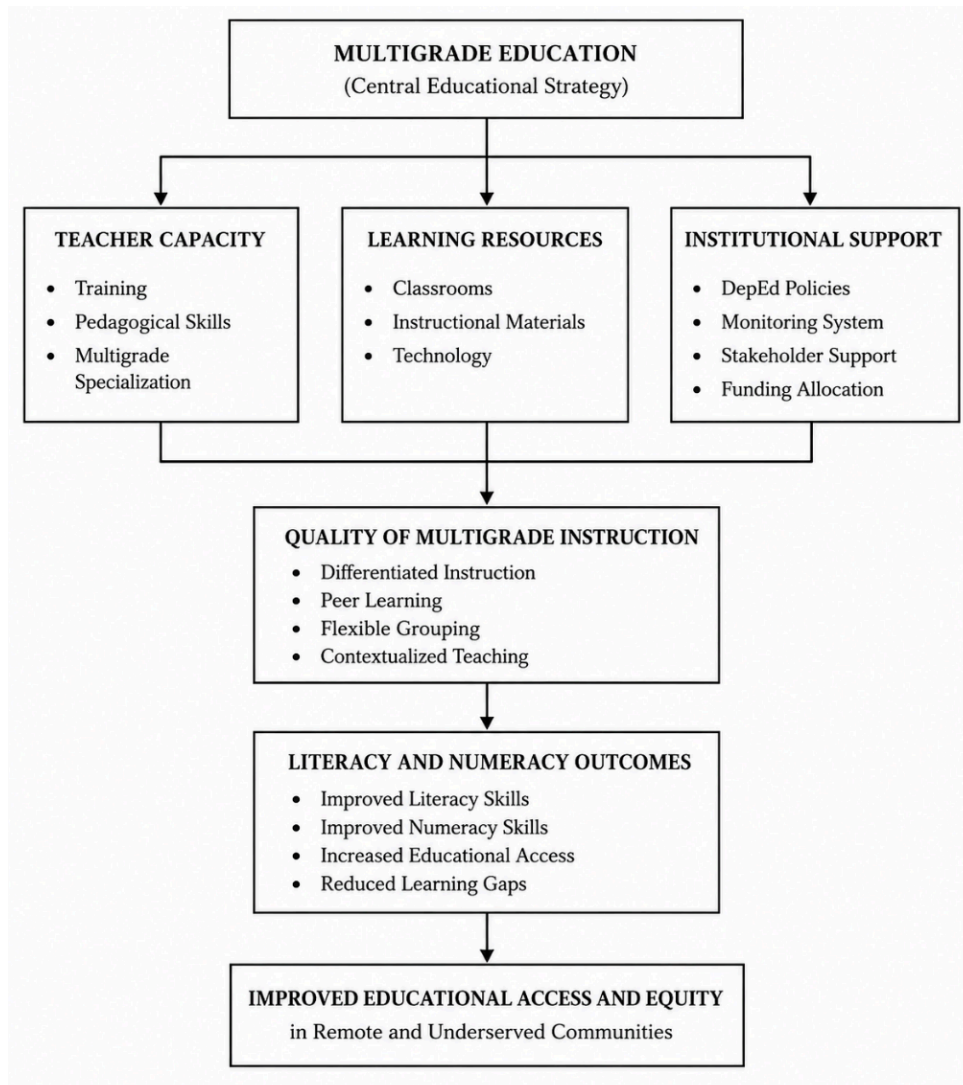 MULTIGRADE EDUCATION
(Central Educational Strategy)
TEACHER CAPACITY
• Training
• Pedagogical Skills
• Multigrade
Specialization
LEARNING RESOURCES
• Classrooms
• Instructional Materials
• Technology
INSTITUTIONAL SUPPORT
• DepEd Policies
• Monitoring System
• Stakeholder Support
• Funding Allocation
QUALITY OF MULTIGRADE INSTRUCTION
• Differentiated Instruction
• Peer Learning
• Flexible Grouping
• Contextualized Teaching
LITERACY AND NUMERACY OUTCOMES
• Improved Literacy Skills
• Improved Numeracy Skills
• Increased Educational Access
• Reduced Learning Gaps
IMPROVED EDUCATIONAL ACCESS AND EQUITY
in Remote and Underserved Communities